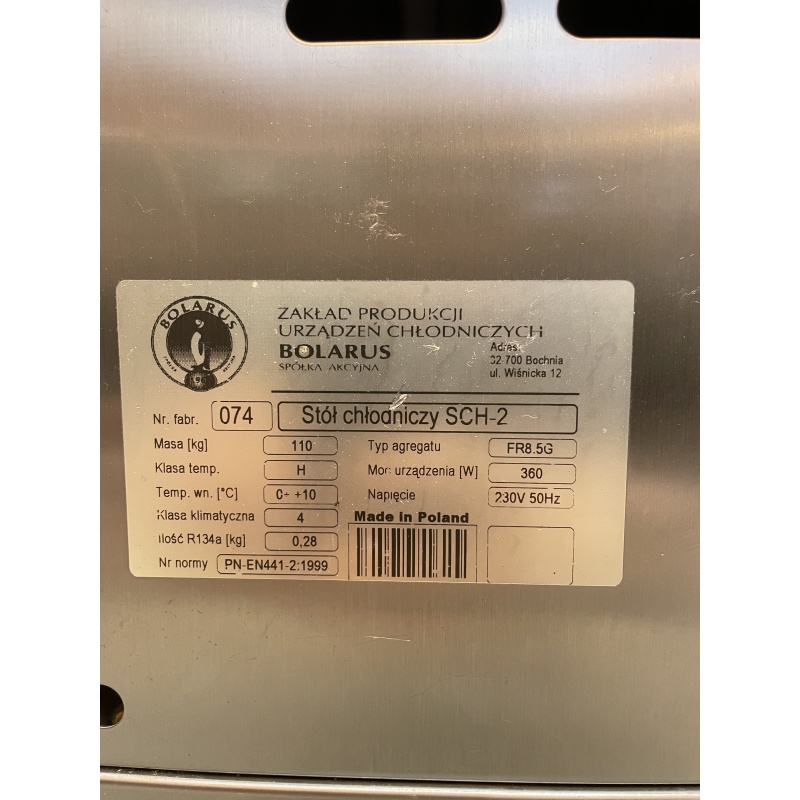 BOLARUS
ZAKŁAD PRODUKCJI
URZĄDZEŃ CHŁODNICZYCH
BOLARUS
SPÓŁKA AKCYJNA
Adres:
32-700 Bochnia
ul. Wiśnicka 12
Nr. fabr. 074 Stół chłodniczy SCH-2
Masa [kg] 110 Typ agregatu FR8.5G
Klasa temp. H Moc urządzenia [W] 360
Temp. wn. [°C] 0÷ +10 Napięcie 230V 50Hz
Klasa klimatyczna 4 Made in Poland
Ilość R134a [kg] 0,28
Nr normy PN-EN441-2:1999